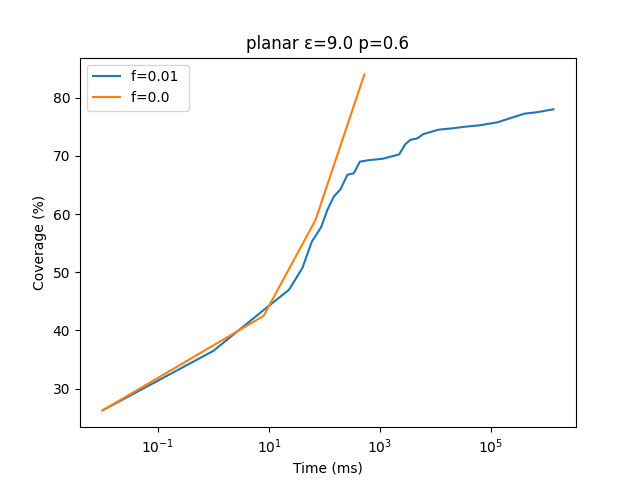 planar ε=9.0 p=0.6
f=0.01
f=0.0
Coverage (%)
80
70
60
50
40
30
10⁻¹ 10¹ 10³ 10⁵
Time (ms)